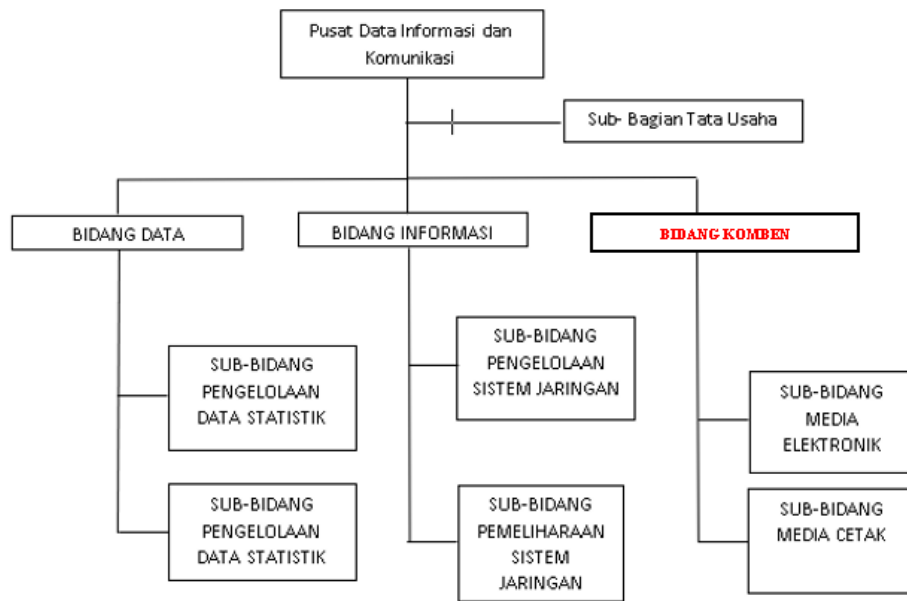 Pusat Data Informasi dan
Komunikasi
Sub- Bagian Tata Usaha
BIDANG DATA
BIDANG INFORMASI
BIDANG KOMBEN
SUB-BIDANG
PENGELOLAAN
DATA STATISTIK
SUB-BIDANG
PENGELOLAAN
SISTEM JARINGAN
SUB-BIDANG
MEDIA
ELEKTRONIK
SUB-BIDANG
PENGELOLAAN
DATA STATISTIK
SUB-BIDANG
PEMELIHARAAN
SISTEM
JARINGAN
SUB-BIDANG
MEDIA CETAK